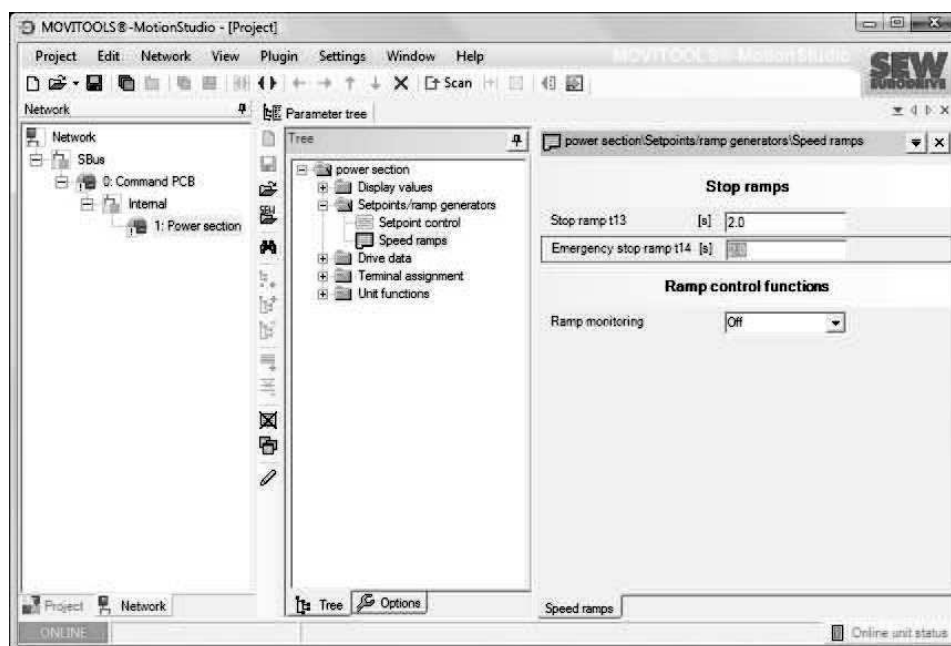 MOVITOOLS®-MotionStudio - [Project]
Project Edit Network View Plugin Settings Window Help
MOVITOOLS® MotionStudio
SEW
EURODRIVE
Scan
Network
Parameter tree
Network
SBus
0: Command PCB
Internal
1: Power section
Tree
power section
Display values
Setpoints/ramp generators
Setpoint control
Speed ramps
Drive data
Terminal assignment
Unit functions
power section\Setpoints/ramp generators\Speed ramps
Stop ramps
Stop ramp t13 [s] 2.0
Emergency stop ramp t14 [s]
Ramp control functions
Ramp monitoring Off
Project Network
Tree Options
Speed ramps
ONLINE
Online unit status